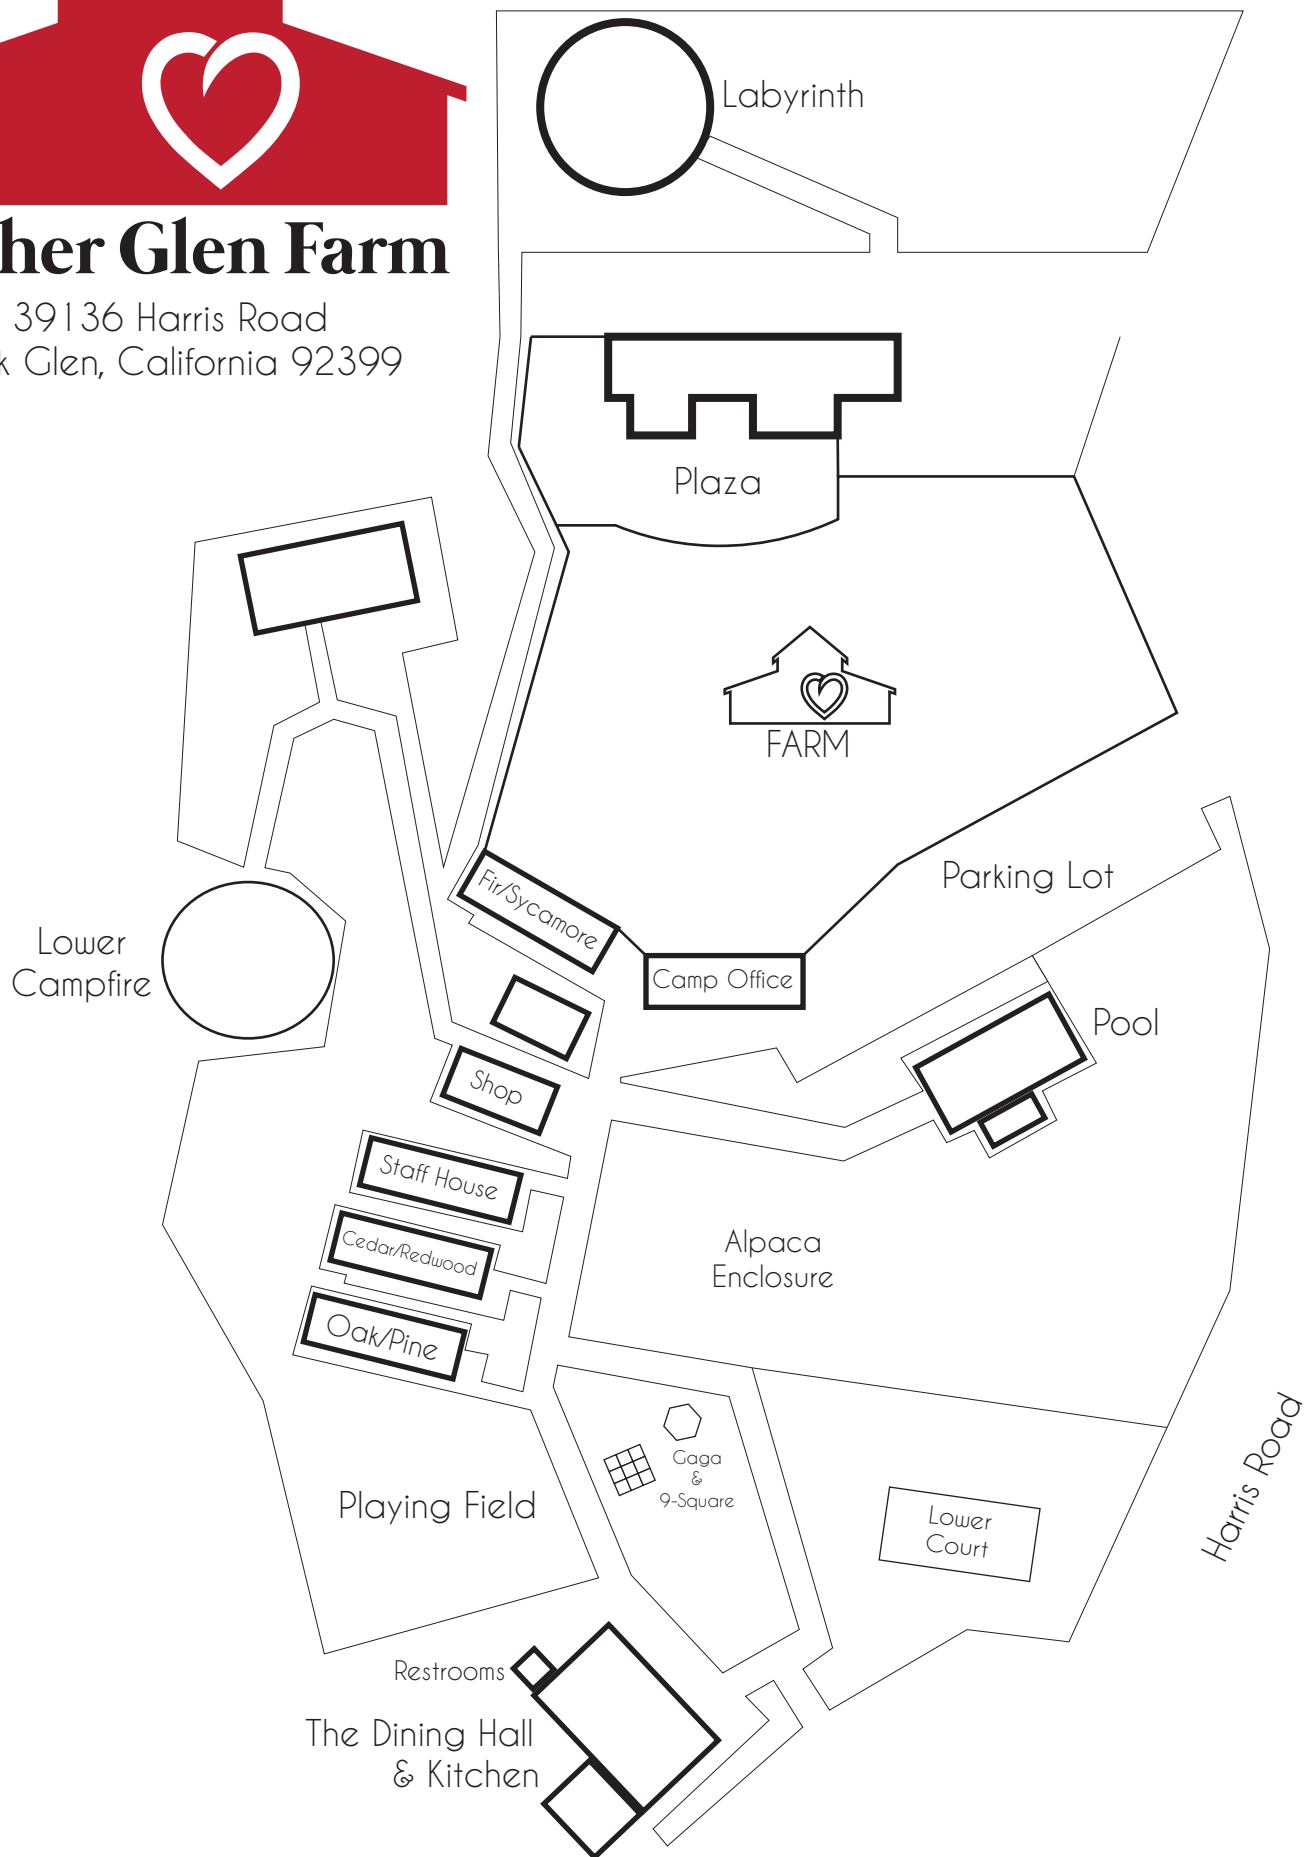 her Glen Farm
39136 Harris Road
k Glen, California 92399
Labyrinth
Plaza
FARM
Parking Lot
Fir/Sycamore
Lower
Campfire
Camp Office
Pool
Shop
Staff House
Cedar/Redwood
Alpaca
Enclosure
Oak/Pine
Gaga
&
9-Square
Playing Field
Lower
Court
Harris Road
Restrooms
The Dining Hall
& Kitchen